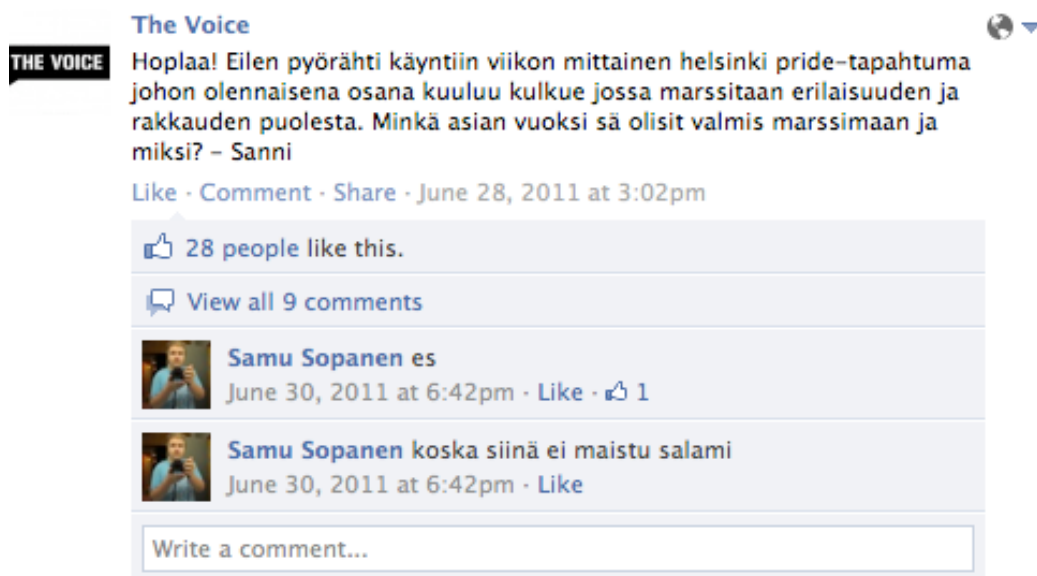 The Voice
THE VOICE
Hoplaa! Eilen pyörähti käyntiin viikon mittainen helsinki pride-tapahtuma
johon olennaisena osana kuuluu kulkue jossa marssitaan erilaisuuden ja
rakkauden puolesta. Minkä asian vuoksi sä olisit valmis marssimaan ja
miksi? – Sanni
Like · Comment · Share · June 28, 2011 at 3:02pm
28 people like this.
View all 9 comments
Samu Sopanen es
June 30, 2011 at 6:42pm · Like · 1
Samu Sopanen koska siinä ei maistu salami
June 30, 2011 at 6:42pm · Like
Write a comment...